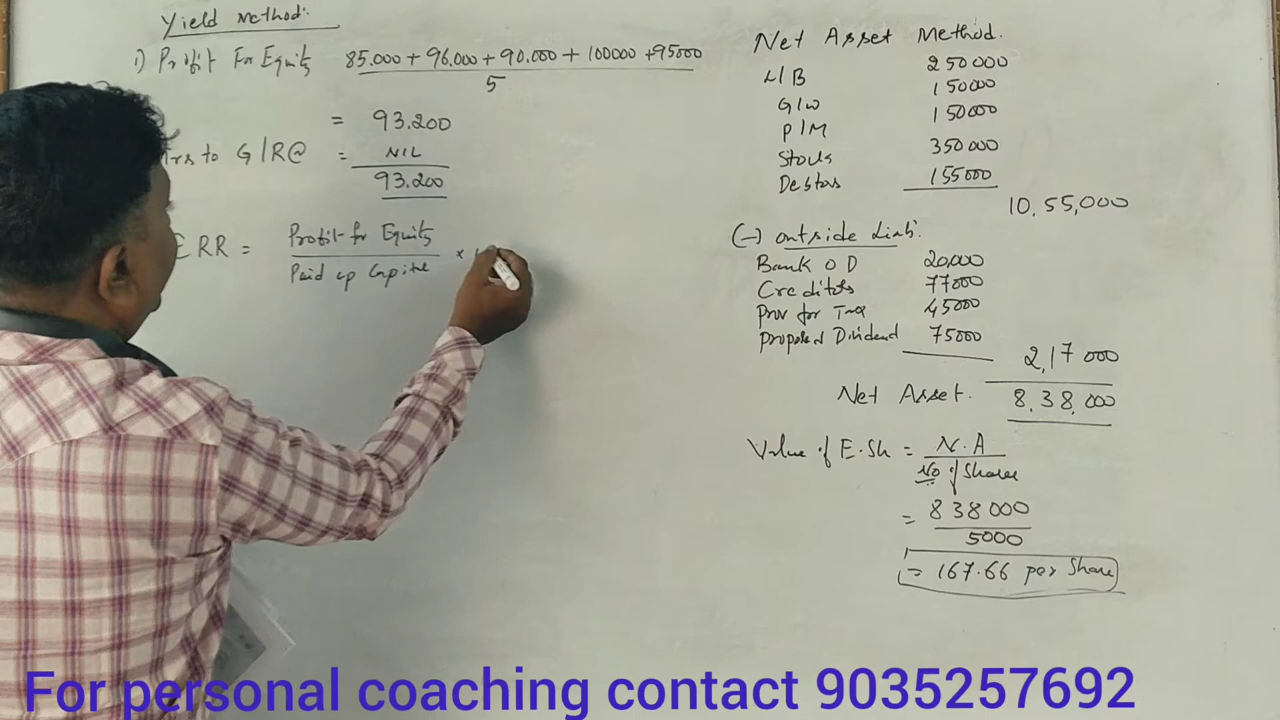 Yield Method:
1) Profit For Equity 85.000 + 96.000 + 90.000 + 100000 + 95000
5
= 93.200
Trs to G/R@ = NIL
93.200
ERR = Profit for Equity
Paid up Capital ×
Net Asset Method.
L/B 250000
G/W 150000
P/M 150000
Stocks 350000
Debtors 155000
10,55,000
(-) outside Liab:
Bank O D 20,000
Creditors 77000
Prov for Tax 45000
Proposed Dividend 75000
2,17 000
Net Asset. 8,38,000
Value of E.Sh = N.A
No of Shares
= 838000
5000
= 167.66 per Share
For personal coaching contact 9035257692